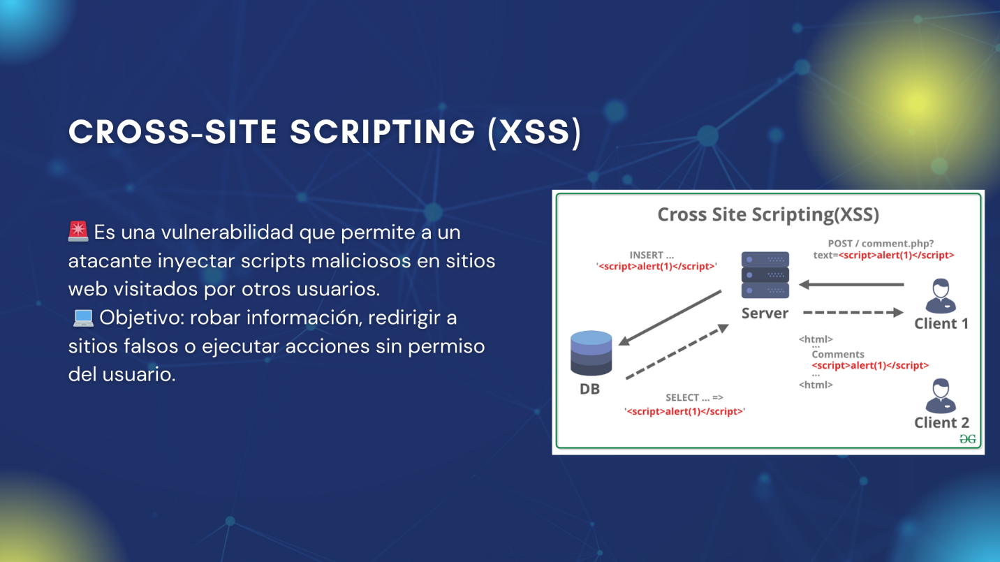 CROSS-SITE SCRIPTING (XSS)
🚨 Es una vulnerabilidad que permite a un
atacante inyectar scripts maliciosos en sitios
web visitados por otros usuarios.
💻 Objetivo: robar información, redirigir a
sitios falsos o ejecutar acciones sin permiso
del usuario.
Cross Site Scripting(XSS)
INSERT ...
'<script>alert(1)</script>'
POST / comment.php?
text=<script>alert(1)</script>
Server
Client 1
<html>
...
Comments
<script>alert(1)</script>
...
<html>
DB
SELECT ... =>
'<script>alert(1)</script>'
Client 2